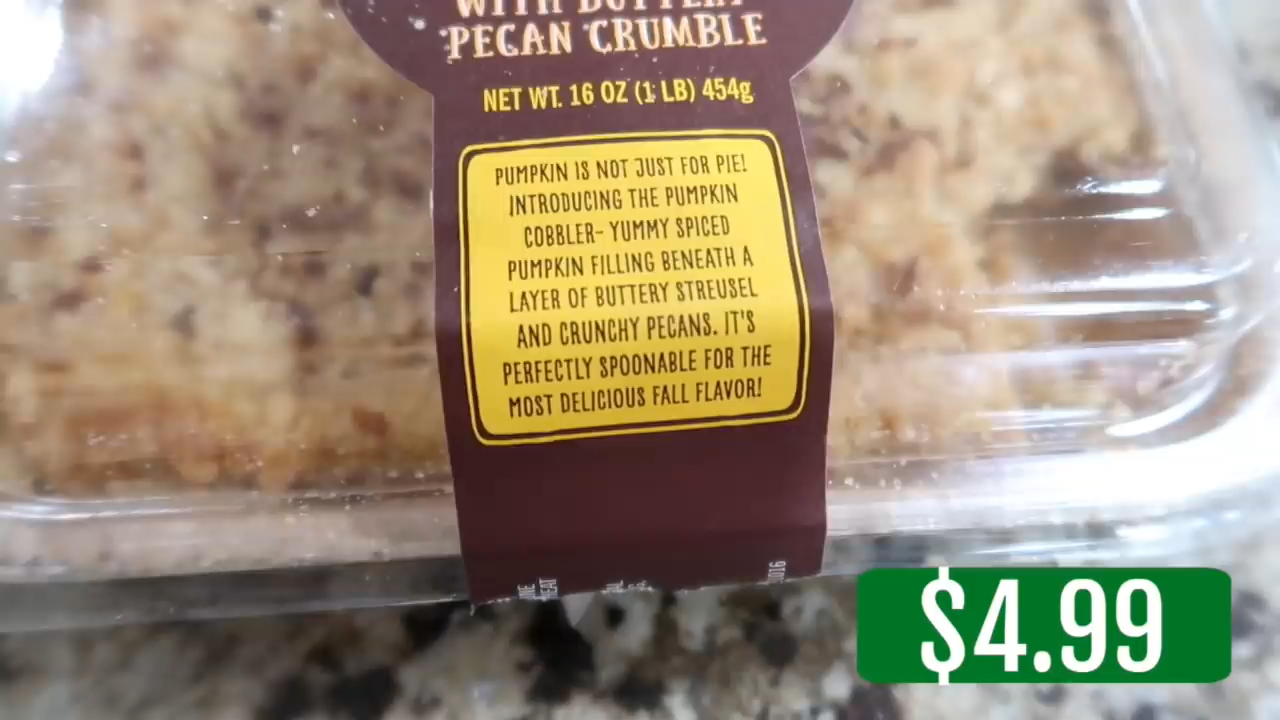 WITH BUTTERY
PECAN CRUMBLE
NET WT. 16 OZ (1 LB) 454g
PUMPKIN IS NOT JUST FOR PIE!
INTRODUCING THE PUMPKIN
COBBLER- YUMMY SPICED
PUMPKIN FILLING BENEATH A
LAYER OF BUTTERY STREUSEL
AND CRUNCHY PECANS. IT'S
PERFECTLY SPOONABLE FOR THE
MOST DELICIOUS FALL FLAVOR!
$4.99